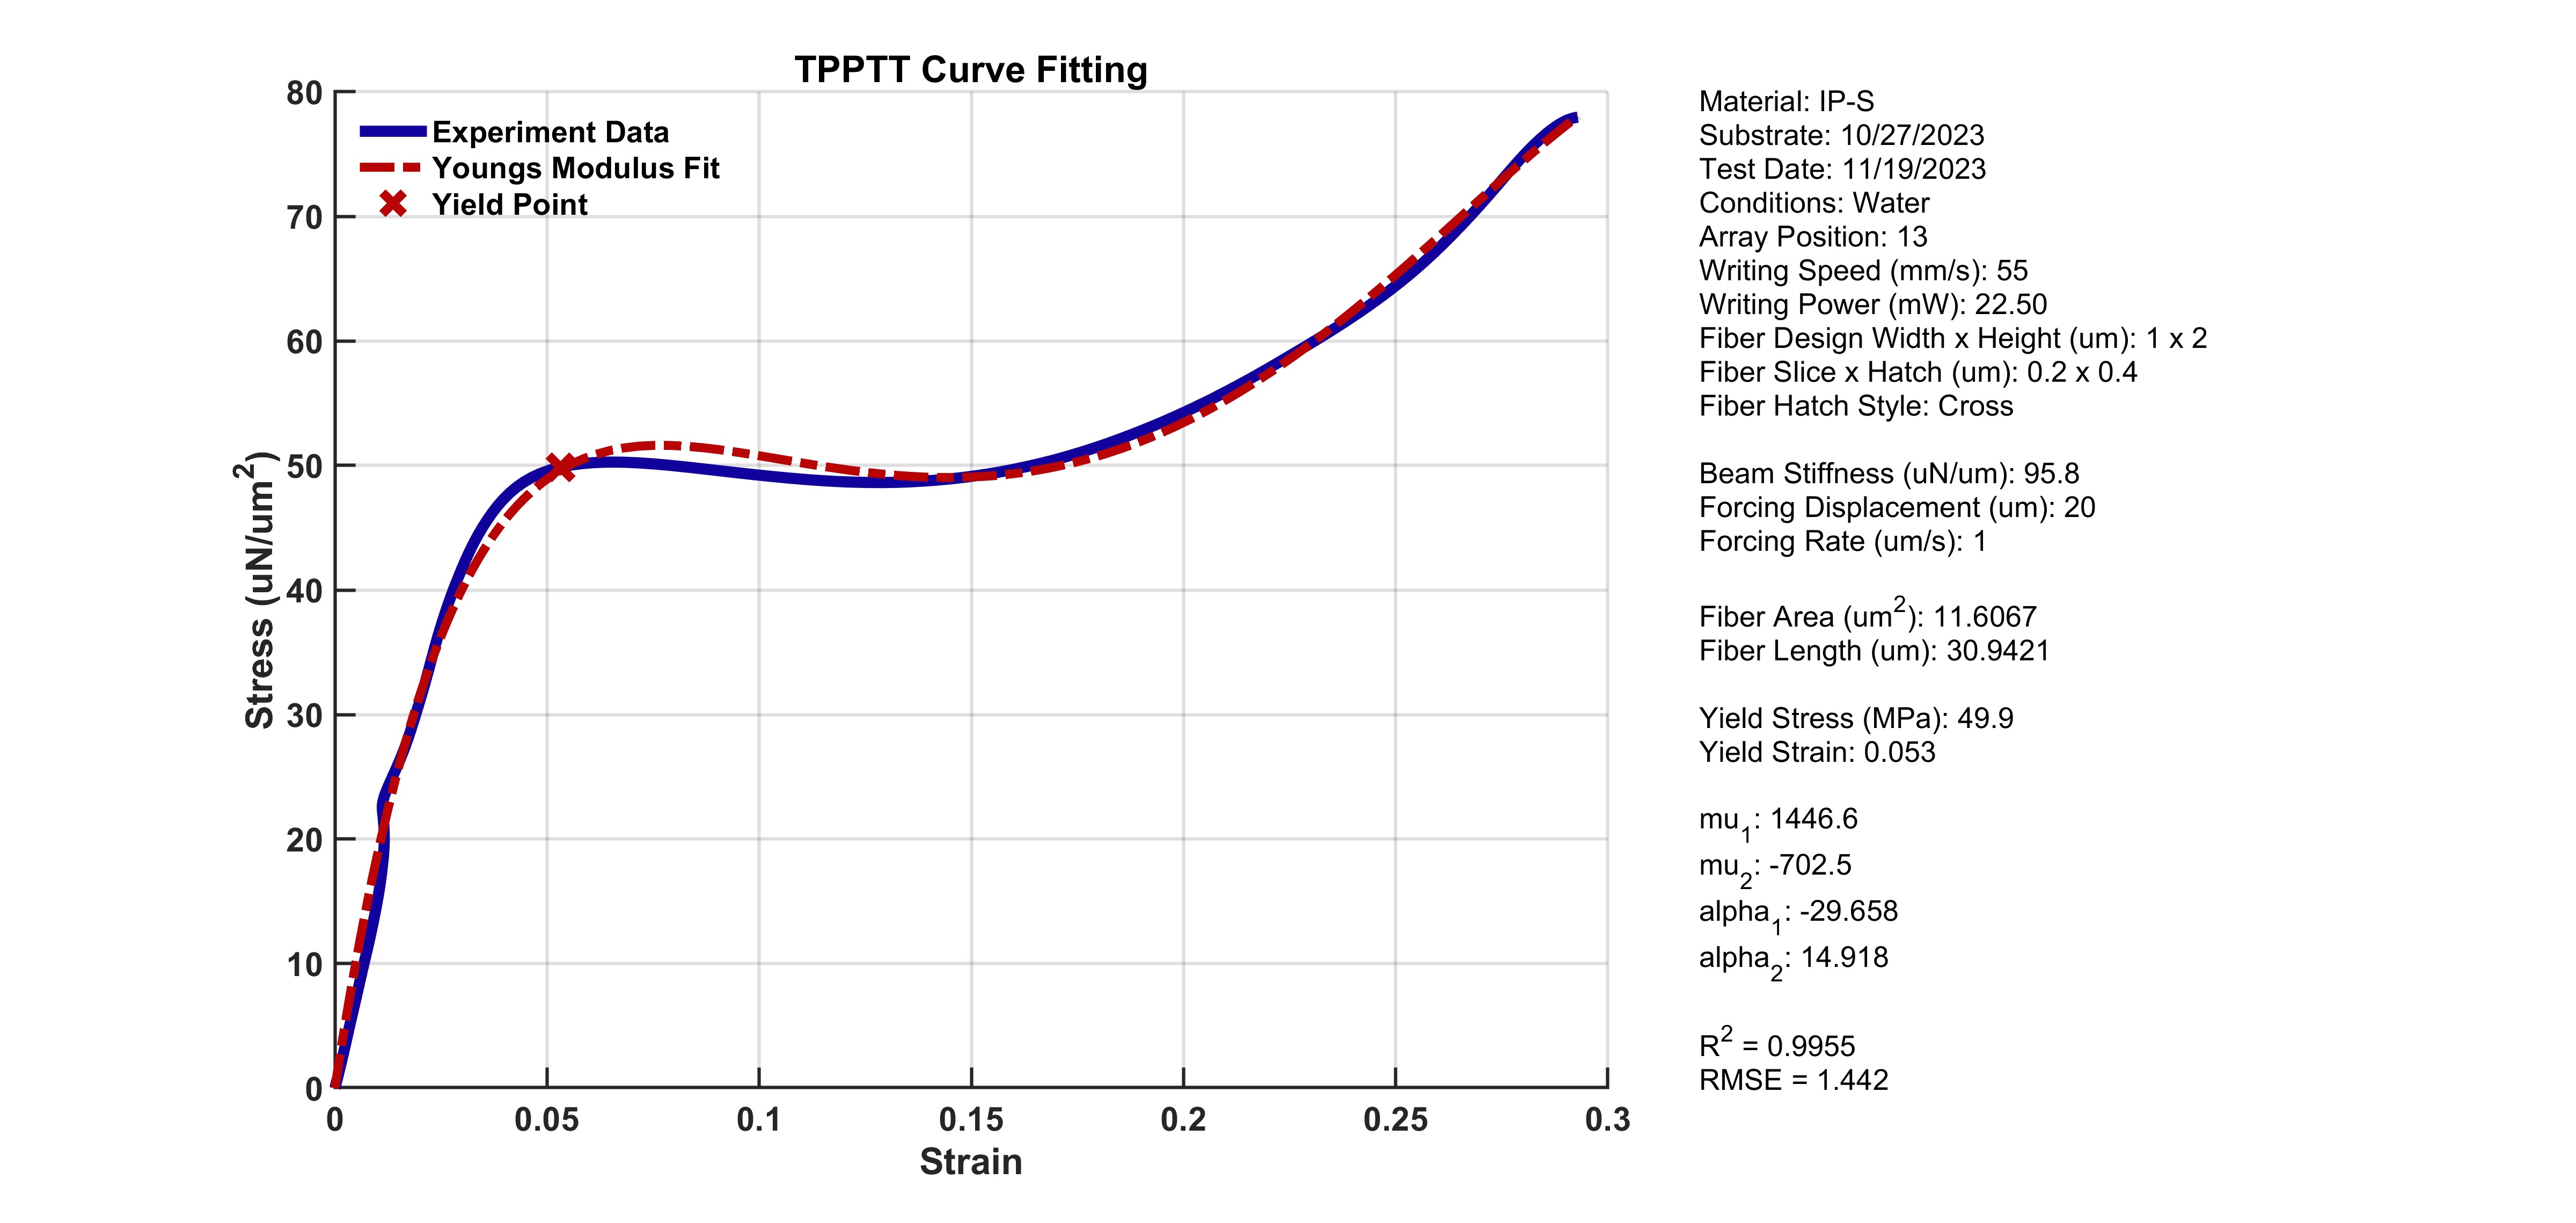 TPPTT Curve Fitting
80
70
60
50
40
30
20
10
0
Stress (uN/um²)
Experiment Data
Youngs Modulus Fit
Yield Point
0 0.05 0.1 0.15 0.2 0.25 0.3
Strain
Material: IP-S
Substrate: 10/27/2023
Test Date: 11/19/2023
Conditions: Water
Array Position: 13
Writing Speed (mm/s): 55
Writing Power (mW): 22.50
Fiber Design Width x Height (um): 1 x 2
Fiber Slice x Hatch (um): 0.2 x 0.4
Fiber Hatch Style: Cross
Beam Stiffness (uN/um): 95.8
Forcing Displacement (um): 20
Forcing Rate (um/s): 1
Fiber Area (um²): 11.6067
Fiber Length (um): 30.9421
Yield Stress (MPa): 49.9
Yield Strain: 0.053
mu₁: 1446.6
mu₂: -702.5
alpha₁: -29.658
alpha₂: 14.918
R² = 0.9955
RMSE = 1.442